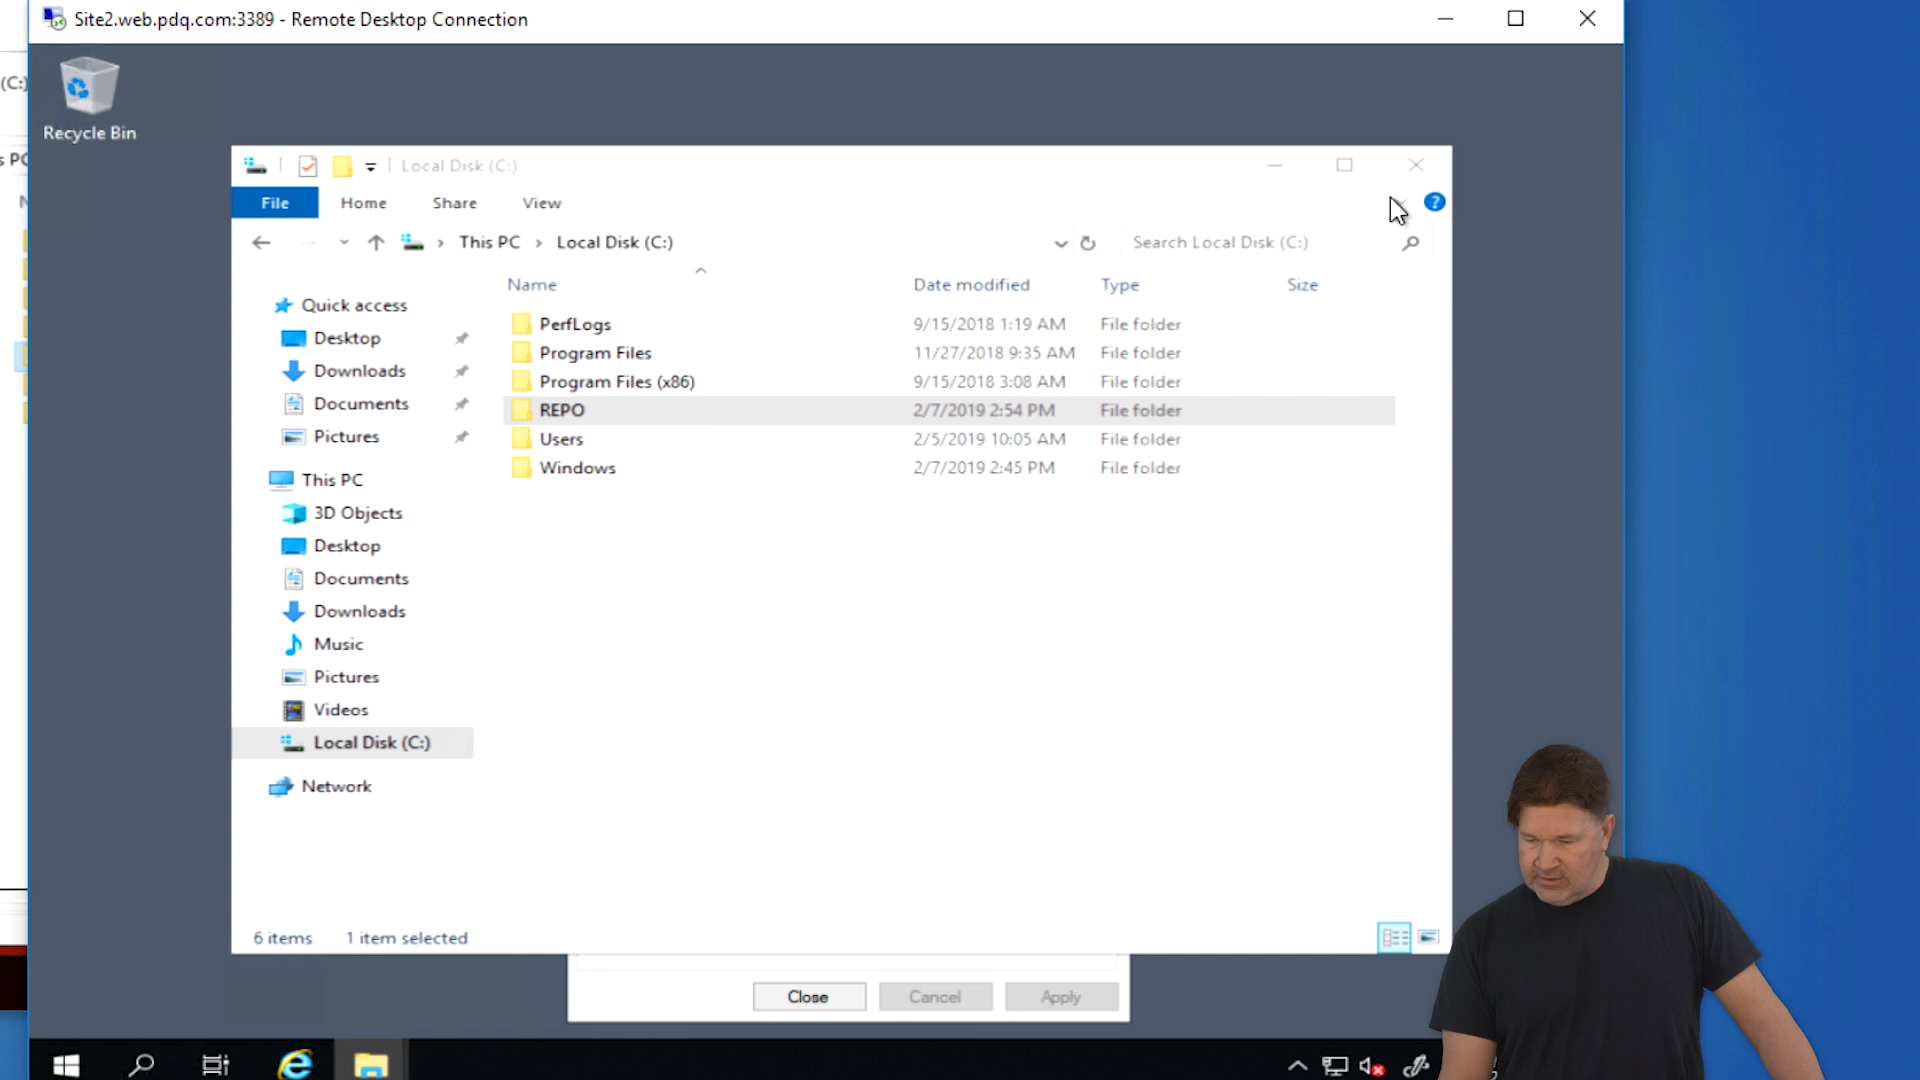 Site2.web.pdq.com:3389 - Remote Desktop Connection
(C:)
Recycle Bin
s PC
Local Disk (C:)
File Home Share View
This PC > Local Disk (C:)
Search Local Disk (C:)
Name Date modified Type Size
Quick access
Desktop
Downloads
Documents
Pictures
This PC
3D Objects
Desktop
Documents
Downloads
Music
Pictures
Videos
Local Disk (C:)
Network
PerfLogs 9/15/2018 1:19 AM File folder
Program Files 11/27/2018 9:35 AM File folder
Program Files (x86) 9/15/2018 3:08 AM File folder
REPO 2/7/2019 2:54 PM File folder
Users 2/5/2019 10:05 AM File folder
Windows 2/7/2019 2:45 PM File folder
6 items 1 item selected
Close Cancel Apply